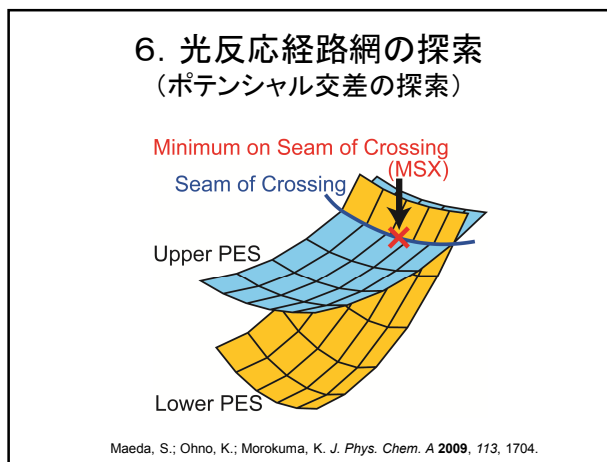 6. 光反応経路網の探索
（ポテンシャル交差の探索）
Minimum on Seam of Crossing
(MSX)
Seam of Crossing
Upper PES
Lower PES
Maeda, S.; Ohno, K.; Morokuma, K. J. Phys. Chem. A 2009, 113, 1704.